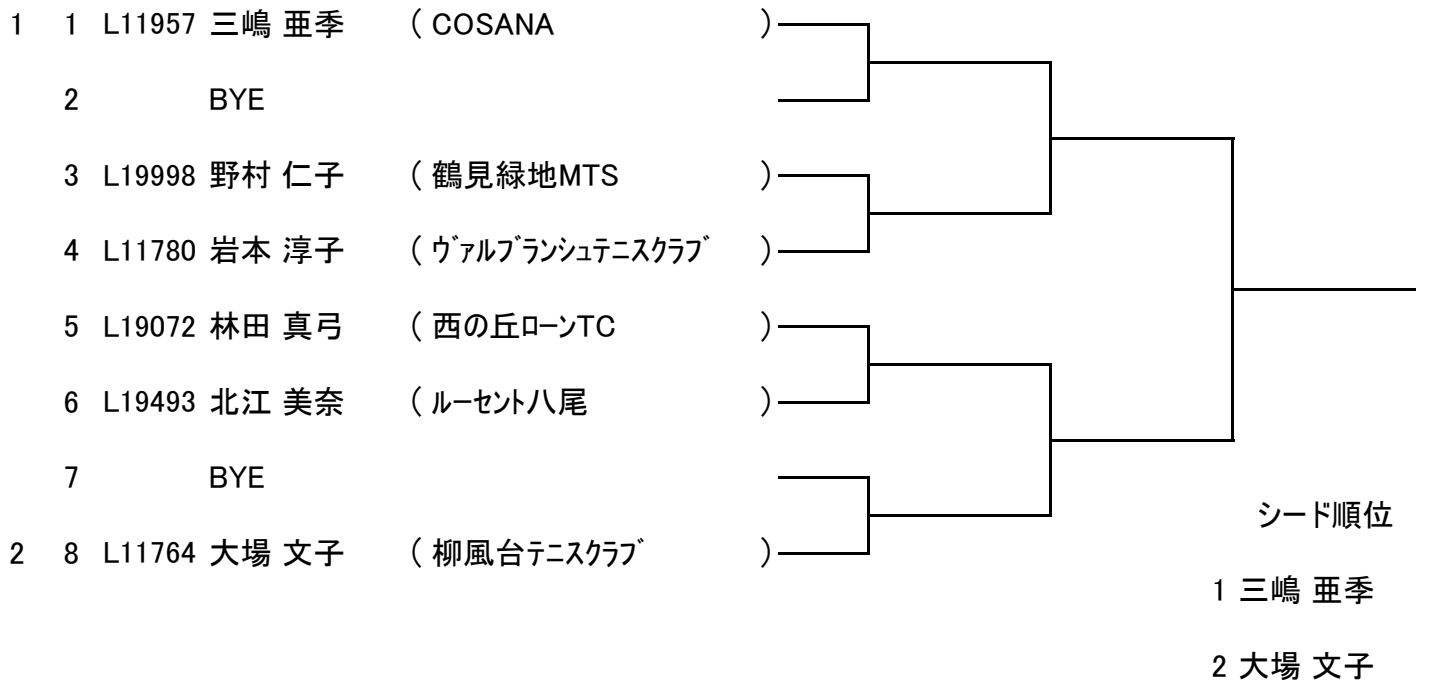 1 1 L11957 三嶋 亜季 ( COSANA )
2 BYE
3 L19998 野村 仁子 ( 鶴見緑地MTS )
4 L11780 岩本 淳子 ( ヴァルブランシュテニスクラブ )
5 L19072 林田 真弓 ( 西の丘ローンTC )
6 L19493 北江 美奈 ( ルーセント八尾 )
7 BYE
シード順位
2 8 L11764 大場 文子 ( 柳風台テニスクラブ )
1 三嶋 亜季
2 大場 文子